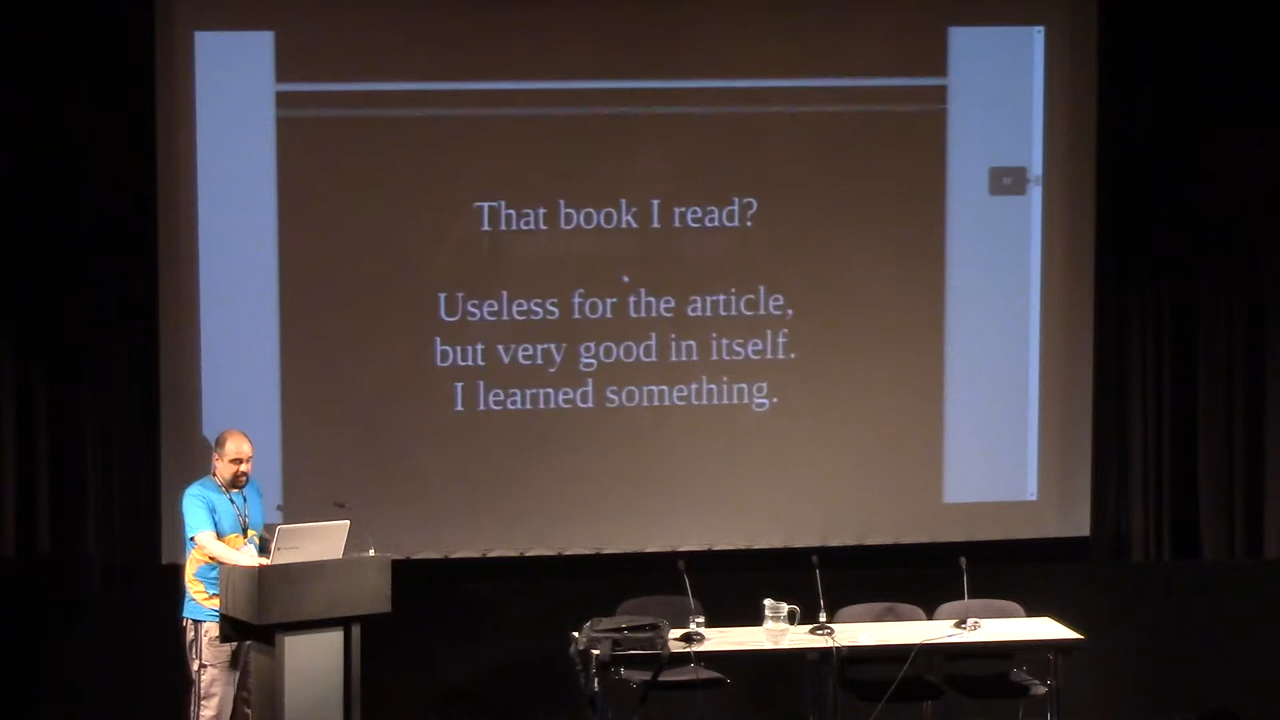 That book I read?
Useless for the article,
but very good in itself.
I learned something.